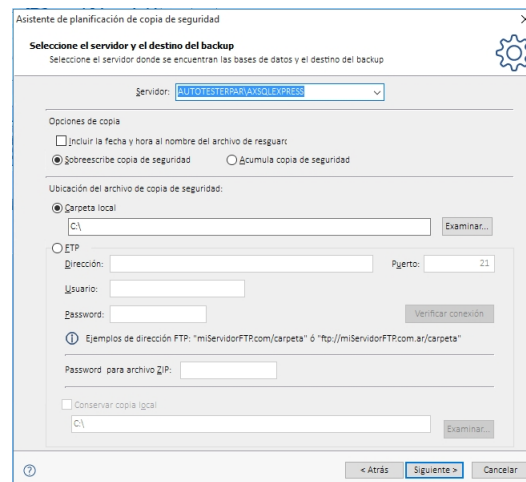 Asistente de planificación de copia de seguridad
Seleccione el servidor y el destino del backup
Seleccione el servidor donde se encuentran las bases de datos y el destino del backup
Servidor: AUTOTESTERPAR\AXSQLEXPRESS
Opciones de copia
Incluir la fecha y hora al nombre del archivo de resguard
Sobreescribe copia de seguridad Acumula copia de seguridad
Ubicación del archivo de copia de seguridad:
Carpeta local
C:\ Examinar...
FTP
Dirección: Puerto: 21
Usuario:
Password: Verificar conexión
Ejemplos de dirección FTP: "miServidorFTP.com/carpeta" ó "ftp://miServidorFTP.com.ar/carpeta"
Password para archivo ZIP:
Conservar copia local
C:\ Examinar...
< Atrás Siguiente > Cancelar